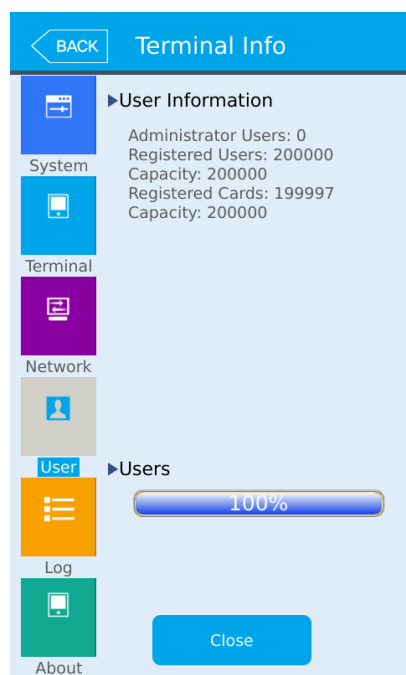 BACK
Terminal Info
System
Terminal
Network
User
Log
About
User Information
Administrator Users: 0
Registered Users: 200000
Capacity: 200000
Registered Cards: 199997
Capacity: 200000
Users
100%
Close